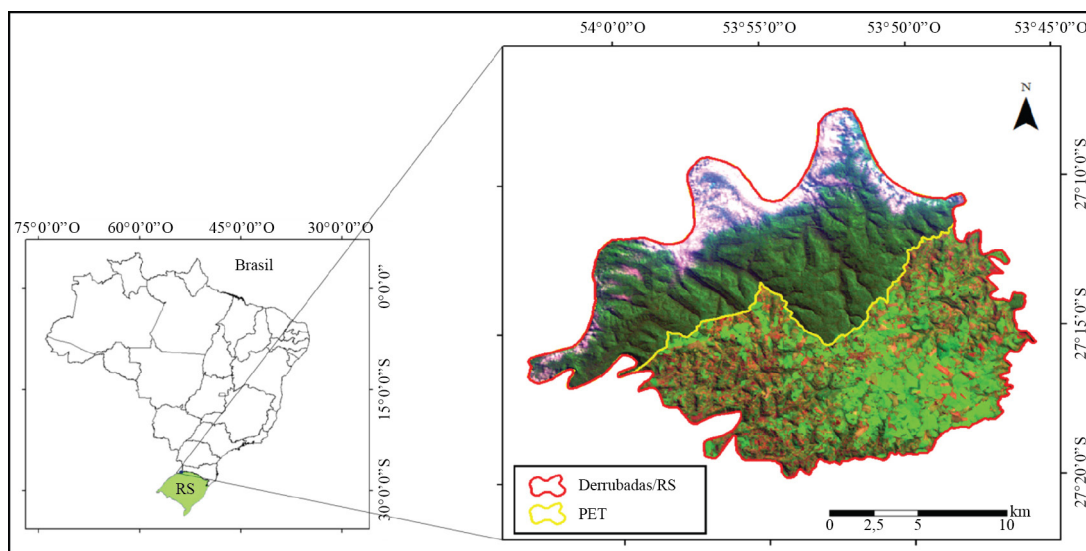 54°0’0”O 53°55’0”O 53°50’0”O 53°45’0”O
N
27°10’0”S
27°15’0”S
27°20’0”S
75°0’0”O 60°0’0”O 45°0’0”O 30°0’0”O
Brasil
0°0’0”
15°0’0”S
30°0’0”S
RS
Derrubadas/RS
PET
km
0 2,5 5 10